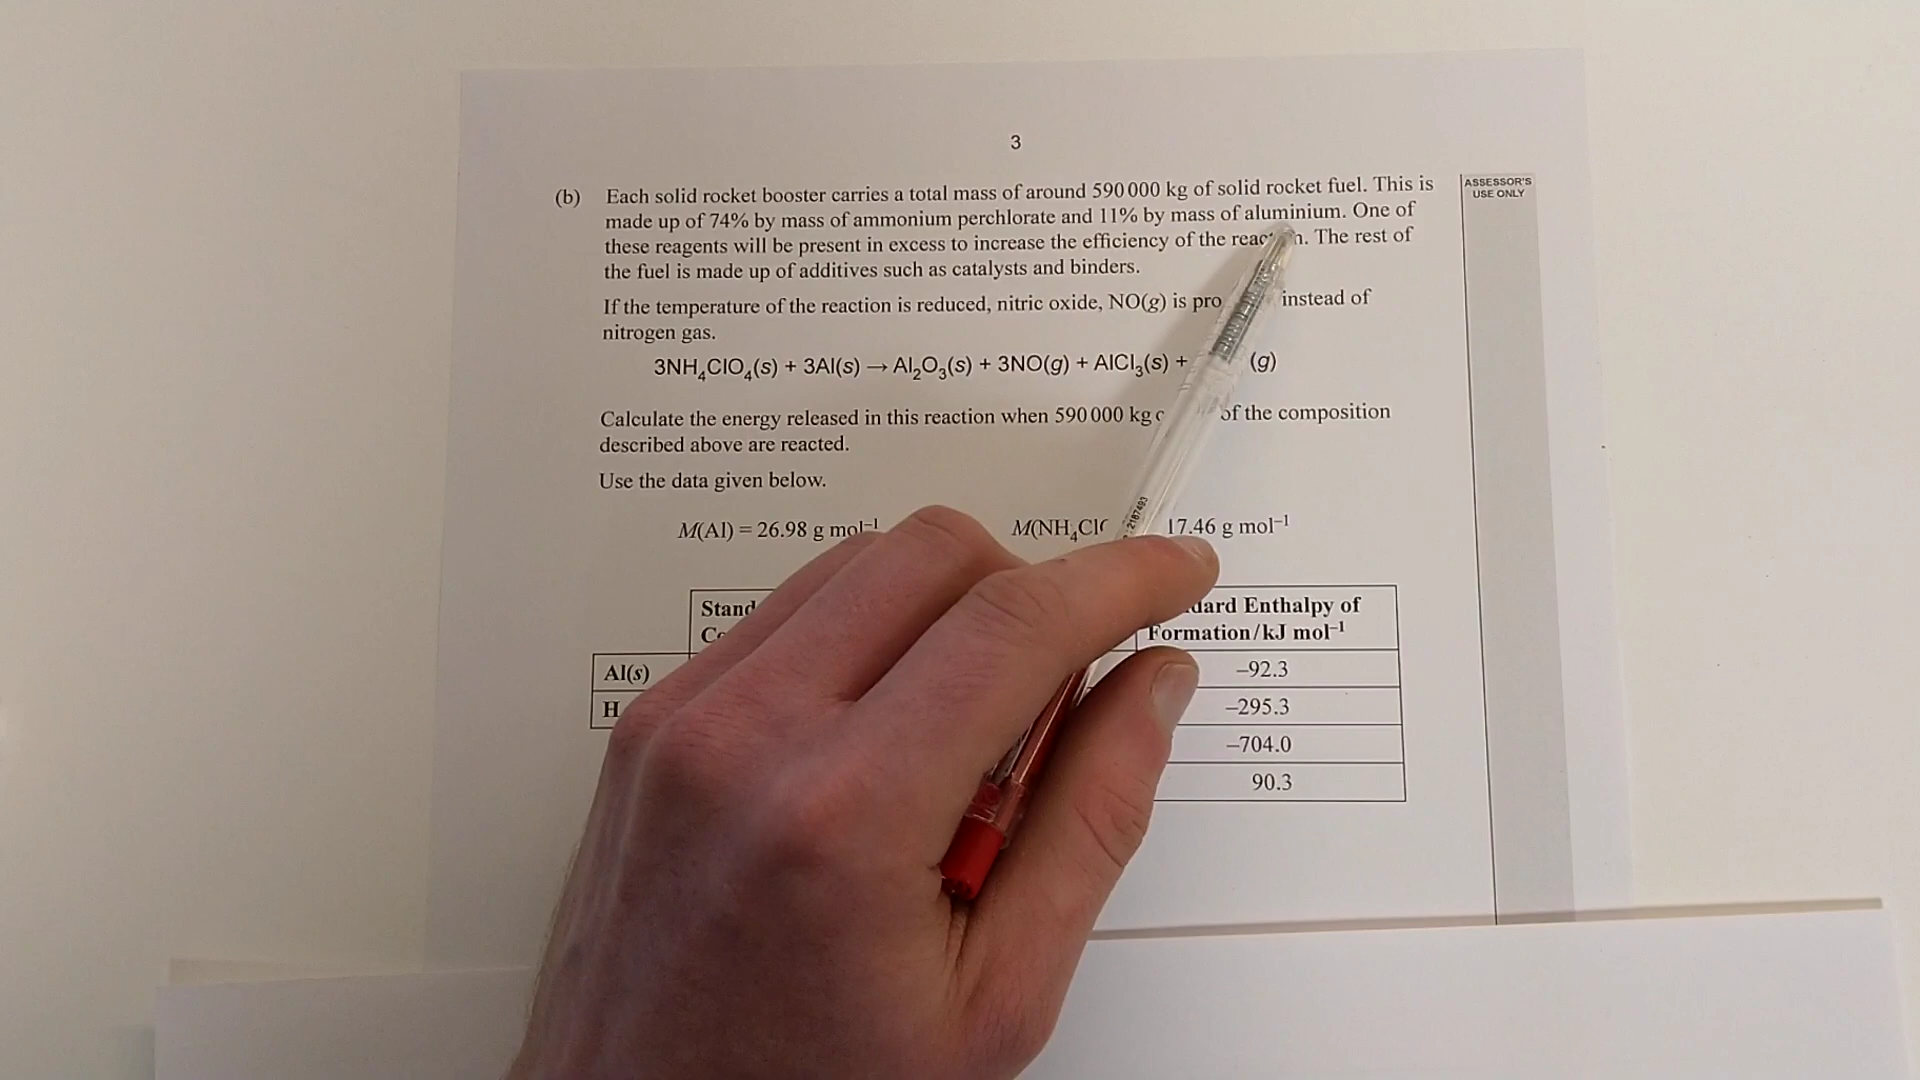 3
(b) Each solid rocket booster carries a total mass of around 590 000 kg of solid rocket fuel. This is
made up of 74% by mass of ammonium perchlorate and 11% by mass of aluminium. One of
these reagents will be present in excess to increase the efficiency of the reac n. The rest of
the fuel is made up of additives such as catalysts and binders.
If the temperature of the reaction is reduced, nitric oxide, NO(g) is pro instead of
nitrogen gas.
3NH₄ClO₄(s) + 3Al(s) → Al₂O₃(s) + 3NO(g) + AlCl₃(s) + (g)
Calculate the energy released in this reaction when 590 000 kg of the composition
described above are reacted.
Use the data given below.
M(Al) = 26.98 g mol⁻¹ M(NH₄Cl 17.46 g mol⁻¹
Stand dard Enthalpy of
C Formation/kJ mol⁻¹
Al(s) –92.3
H –295.3
–704.0
90.3
ASSESSOR'S
USE ONLY
2187493